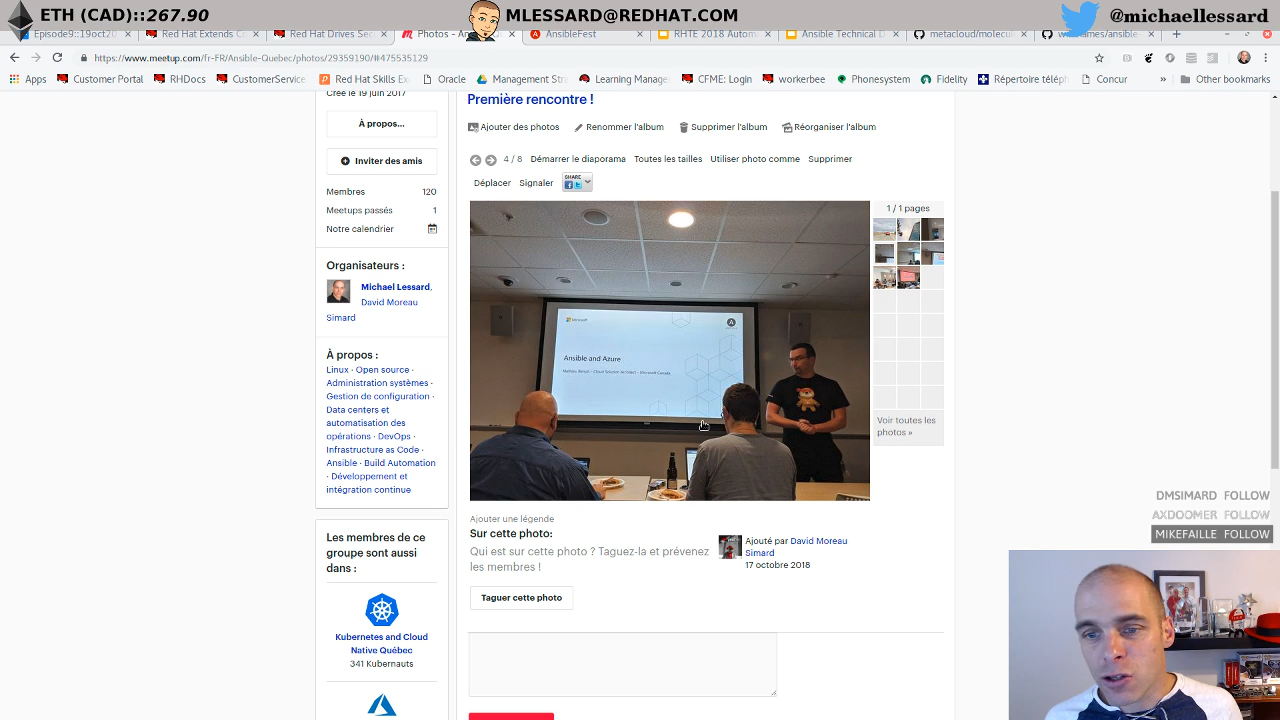 ETH (CAD)::267.90
MLESSARD@REDHAT.COM
@michaellessard
Episode9::19oct20
Red Hat Extends C
Red Hat Drives Sa
Photos - An
AnsibleFest
RHTE 2018 Autom
Ansible Technical D
metacloud/molecul
https://www.meetup.com/fr-FR/Ansible-Quebec/photos/29359190/#475535129
Apps
Customer Portal
RHDocs
CustomerService
Red Hat Skills Ex
Oracle
Management Stra
Learning Manage
CFME: Login
workerbee
Phonesystem
Fidelity
Répertoire téléph
Concur
»
Other bookmarks
Créé le 19 juin 2017
À propos...
Inviter des amis
Membres 120
Meetups passés 1
Notre calendrier
Organisateurs :
Michael Lessard,
David Moreau
Simard
À propos :
Linux · Open source ·
Administration systèmes ·
Gestion de configuration ·
Data centers et
automatisation des
opérations · DevOps ·
Infrastructure as Code ·
Ansible · Build Automation
· Développement et
intégration continue
Les membres de ce
groupe sont aussi
dans :
Kubernetes and Cloud
Native Québec
341 Kubernauts
Première rencontre !
Ajouter des photos
Renommer l'album
Supprimer l'album
Réorganiser l'album
4 / 8
Démarrer le diaporama
Toutes les tailles
Utiliser photo comme
Supprimer
Déplacer
Signaler
SHARE
1 / 1 pages
Microsoft
Ansible and Azure
Voir toutes les
photos »
Ajouter une légende
Sur cette photo:
Qui est sur cette photo ? Taguez-la et prévenez
les membres !
Taguer cette photo
Ajouté par David Moreau
Simard
17 octobre 2018
DMSIMARD FOLLOW
AXDOOMER FOLLOW
MIKEFAILLE FOLLOW